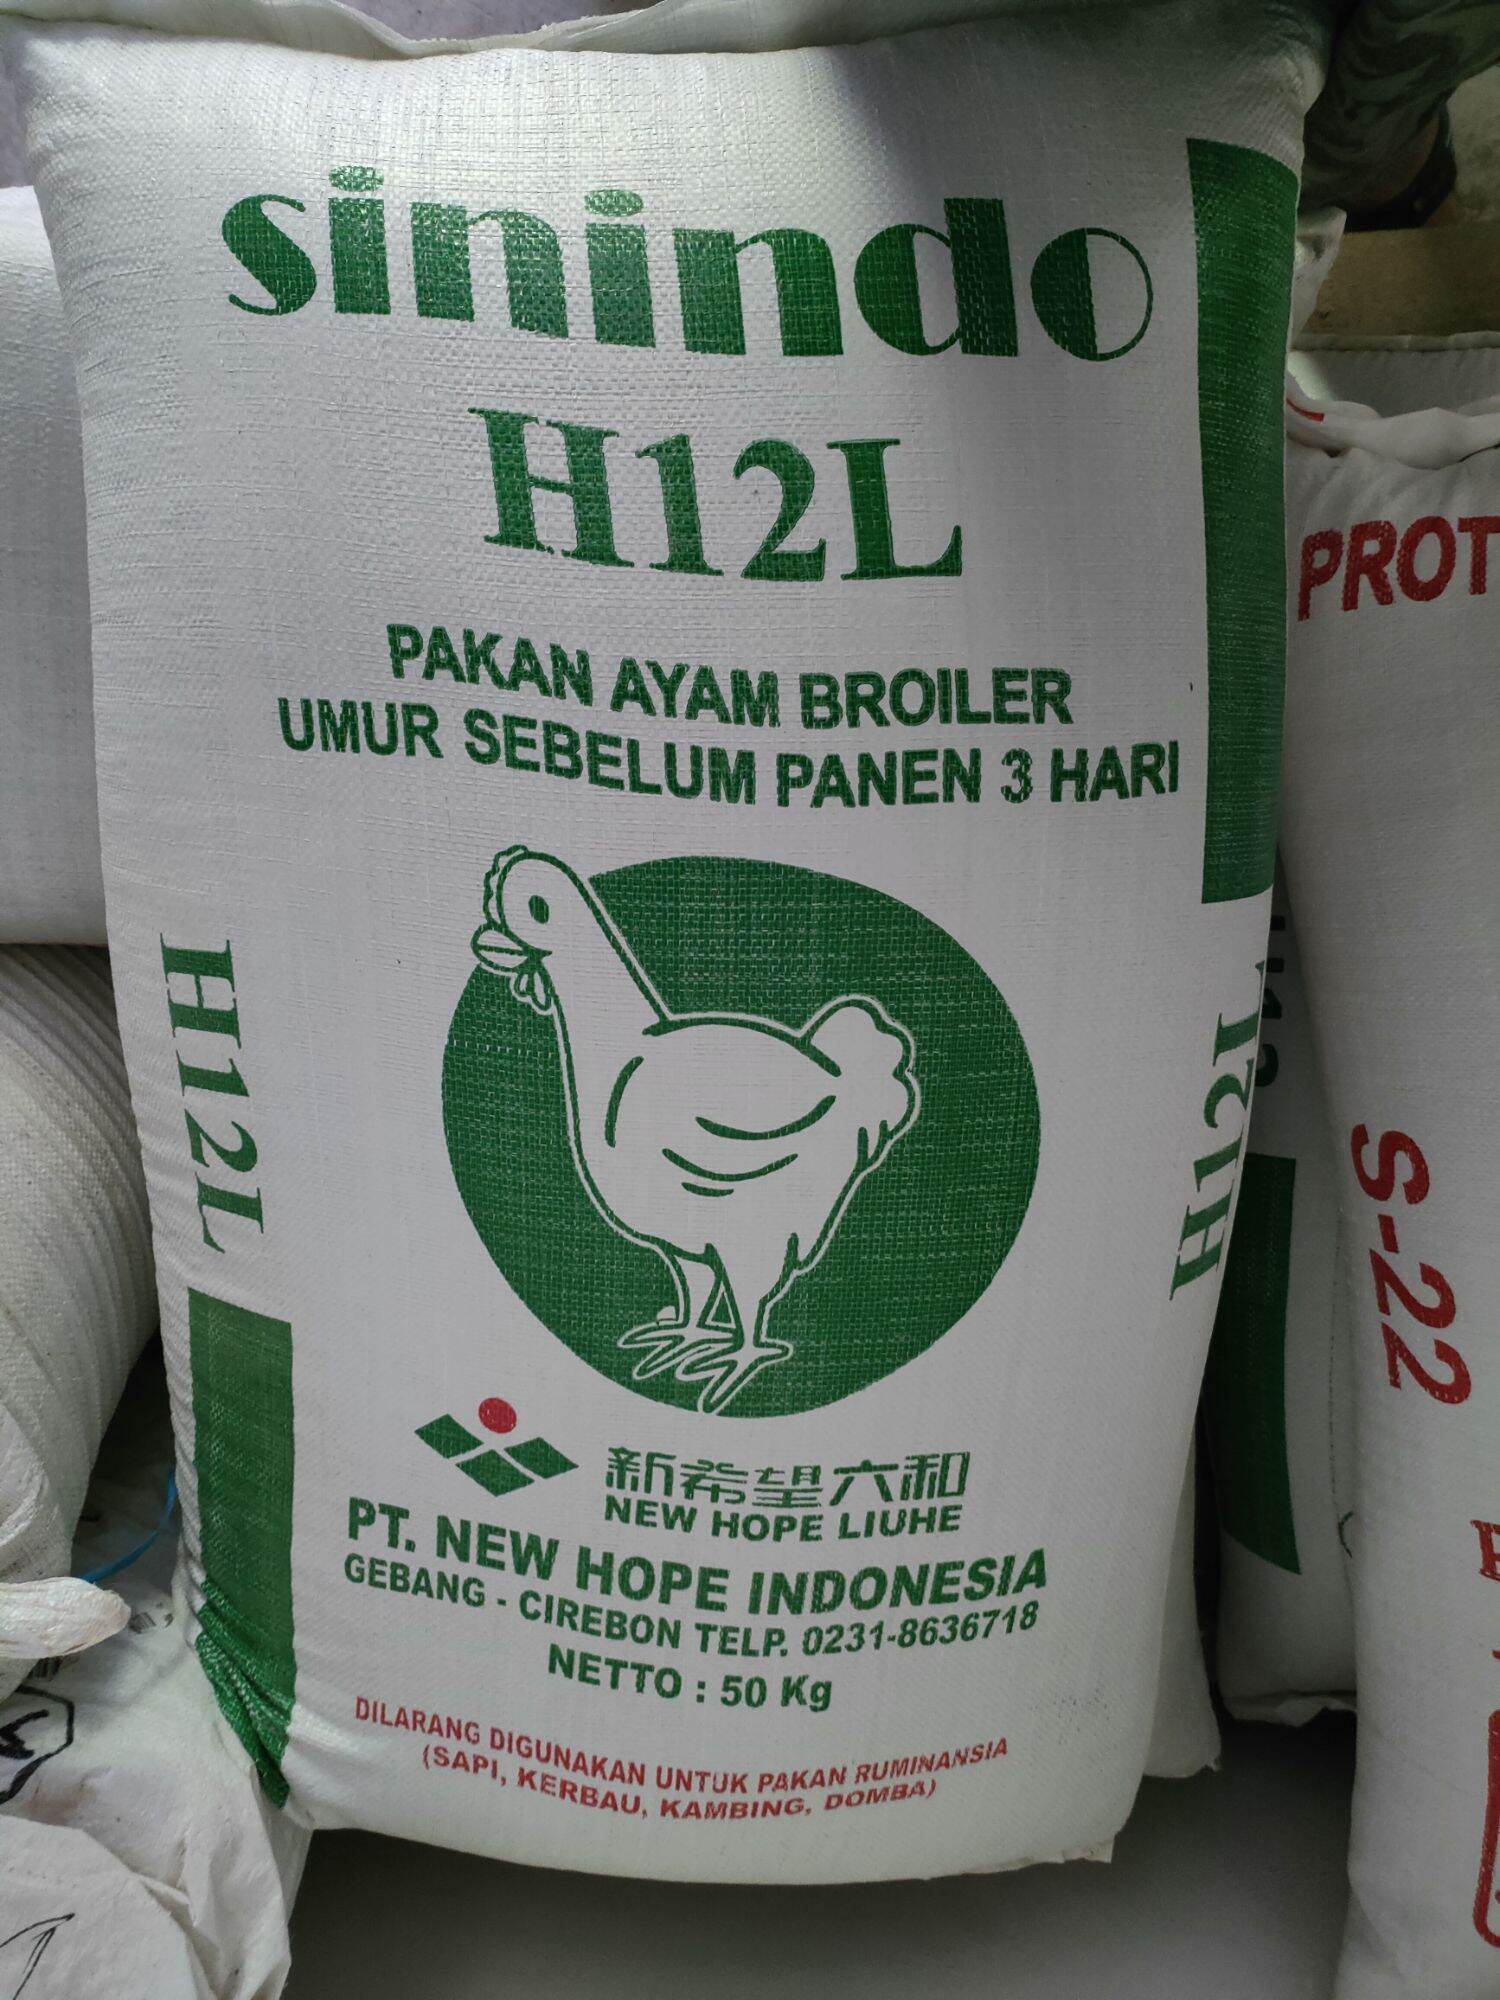 sinindo
H12L
PAKAN AYAM BROILER
UMUR SEBELUM PANEN 3 HARI
H12L
H12L
新希望六和
NEW HOPE LIUHE
PT. NEW HOPE INDONESIA
GEBANG - CIREBON TELP. 0231-8636718
NETTO : 50 Kg
DILARANG DIGUNAKAN UNTUK PAKAN RUMINANSIA
(SAPI, KERBAU, KAMBING, DOMBA)
PROT
S-22